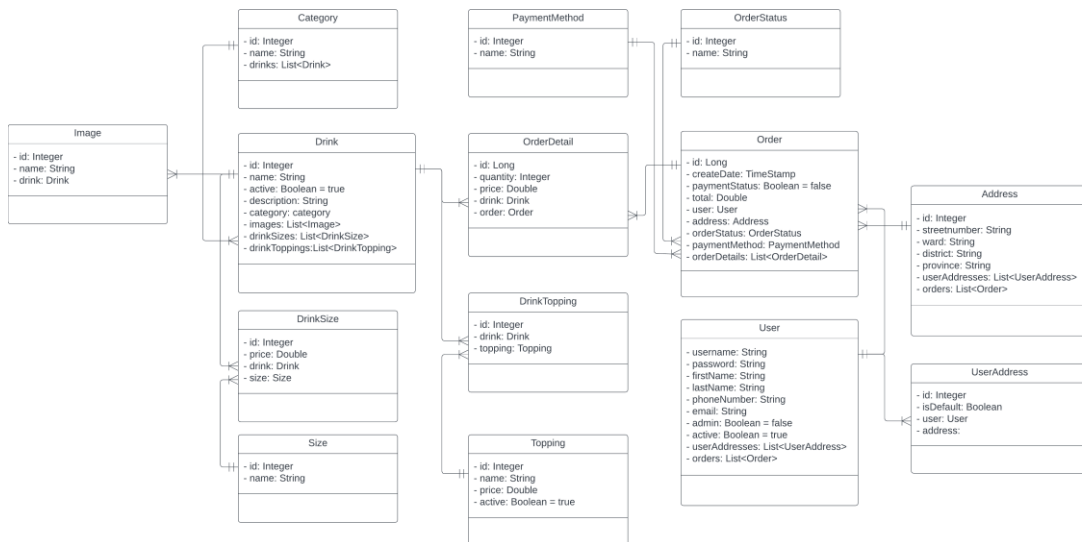 Category
- id: Integer
- name: String
- drinks: List<Drink>
PaymentMethod
- id: Integer
- name: String
OrderStatus
- id: Integer
- name: String
Image
- id: Integer
- name: String
- drink: Drink
Drink
- id: Integer
- name: String
- active: Boolean = true
- description: String
- category: category
- images: List<Image>
- drinkSizes: List<DrinkSize>
- drinkToppings:List<DrinkTopping>
OrderDetail
- id: Long
- quantity: Integer
- price: Double
- drink: Drink
- order: Order
Order
- id: Long
- createDate: TimeStamp
- paymentStatus: Boolean = false
- total: Double
- user: User
- address: Address
- orderStatus: OrderStatus
- paymentMethod: PaymentMethod
- orderDetails: List<OrderDetail>
Address
- id: Integer
- streetnumber: String
- ward: String
- district: String
- province: String
- userAddresses: List<UserAddress>
- orders: List<Order>
DrinkSize
- id: Integer
- price: Double
- drink: Drink
- size: Size
DrinkTopping
- id: Integer
- drink: Drink
- topping: Topping
User
- username: String
- password: String
- firstName: String
- lastName: String
- phoneNumber: String
- email: String
- admin: Boolean = false
- active: Boolean = true
- userAddresses: List<UserAddress>
- orders: List<Order>
UserAddress
- id: Integer
- isDefault: Boolean
- user: User
- address:
Size
- id: Integer
- name: String
Topping
- id: Integer
- name: String
- price: Double
- active: Boolean = true